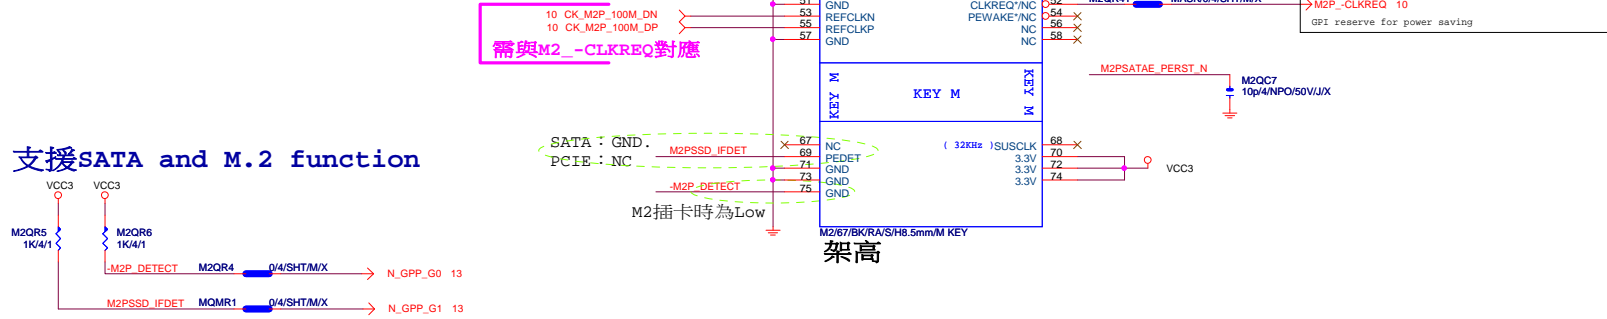 51
GND
CLKREQ*/NC
52
M2P_-CLKREQ 10
10 CK_M2P_100M_DN
53
REFCLKN
PEWAKE*/NC
54
GPI reserve for power saving
10 CK_M2P_100M_DP
55
REFCLKP
NC
56
57
GND
NC
58
需與M2_-CLKREQ對應
M2PSATAE_PERST_N
M2QC7
10p/4/NPO/50V/J/X
KEY M
KEY M
KEY M
支援SATA and M.2 function
SATA：GND.
PCIE：NC
67
NC
( 32KHz )
SUSCLK
68
M2PSSD_IFDET
69
PEDET
3.3V
70
71
GND
3.3V
72
VCC3
73
GND
3.3V
74
-M2P_DETECT
75
GND
M2插卡時為Low
M2/67/BK/RA/S/H8.5mm/M KEY
架高
VCC3
VCC3
M2QR5
1K/4/1
M2QR6
1K/4/1
-M2P_DETECT
M2QR4
0/4/SHT/M/X
N_GPP_G0 13
M2PSSD_IFDET
MQMR1
0/4/SHT/M/X
N_GPP_G1 13